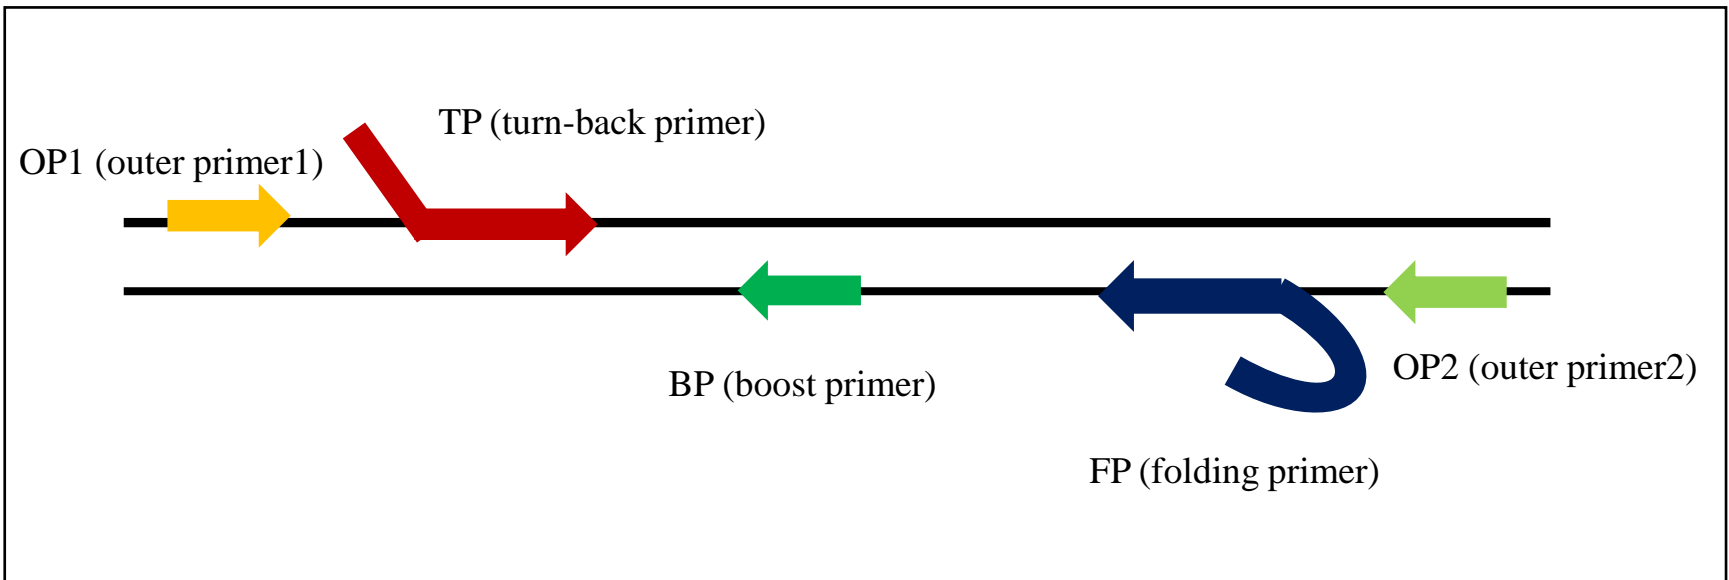 TP (turn-back primer)
OP1 (outer primer1)
BP (boost primer)
OP2 (outer primer2)
FP (folding primer)